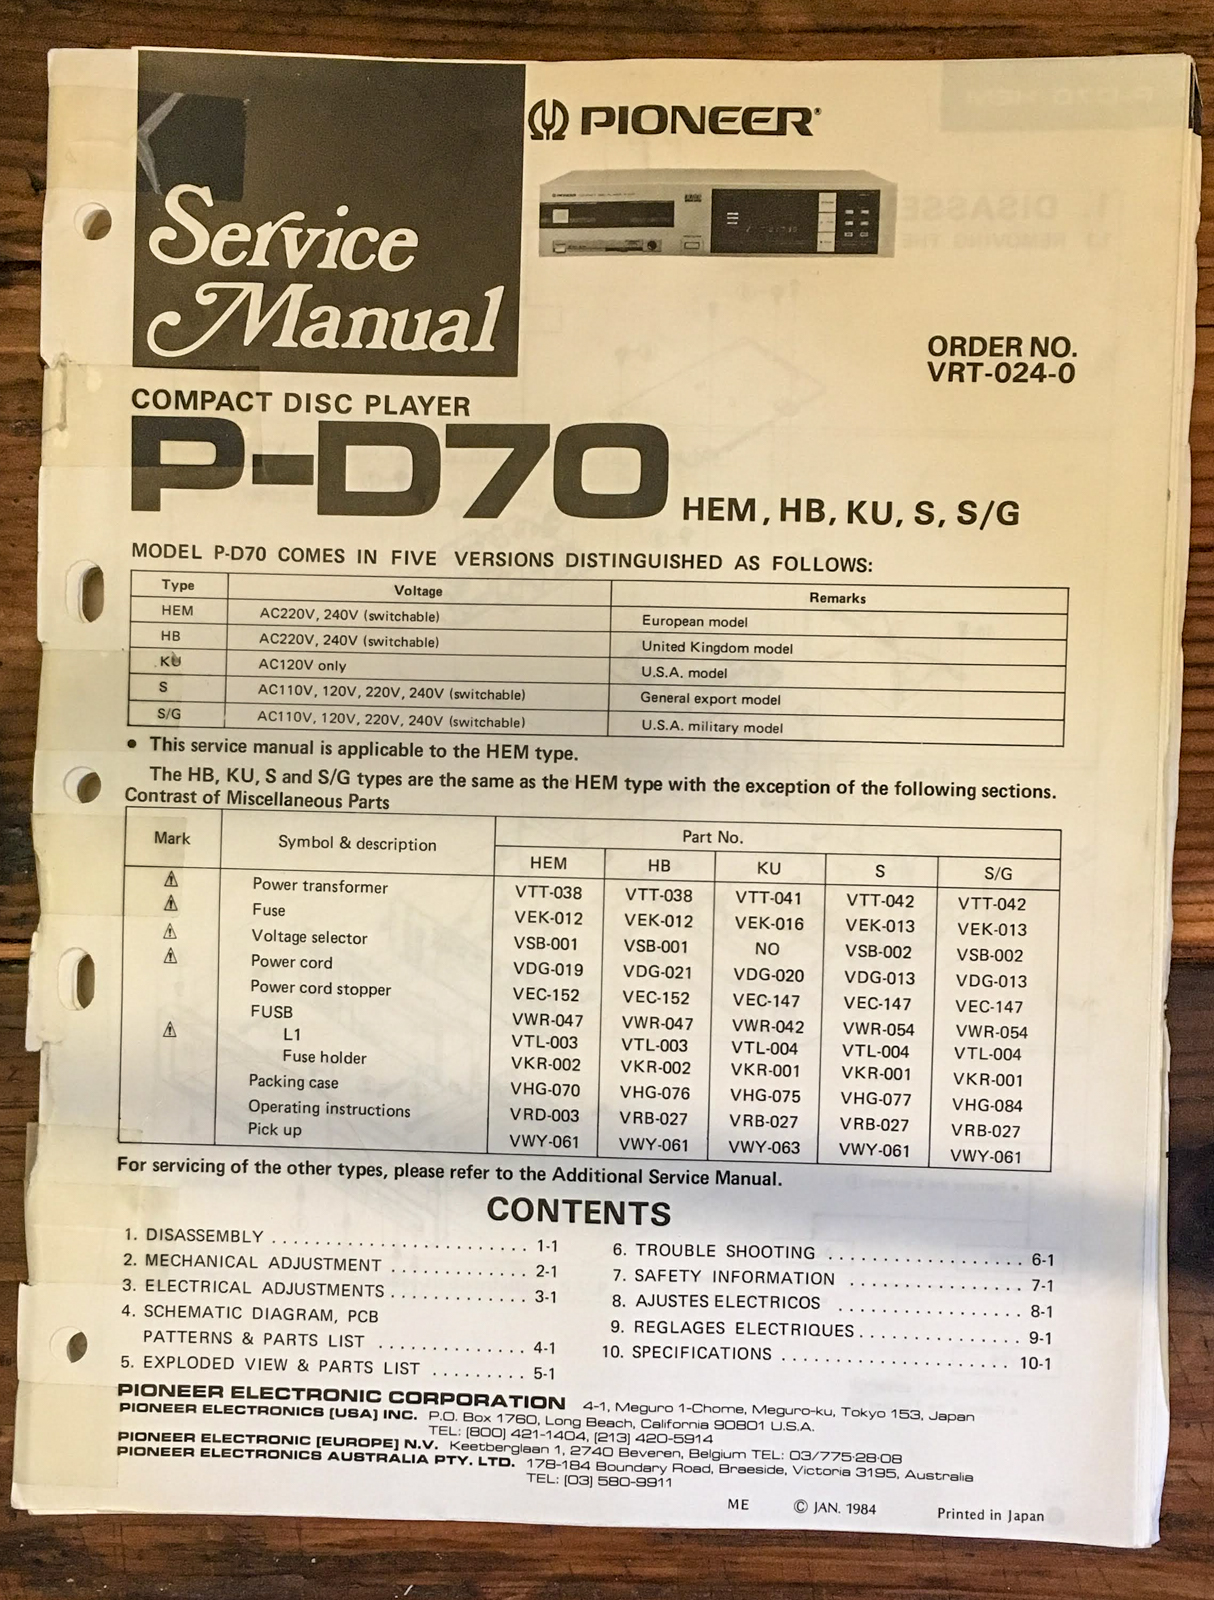 Service
Manual
PIONEER
ORDER NO.
VRT-024-0
COMPACT DISC PLAYER
P-D70 HEM, HB, KU, S, S/G
MODEL P-D70 COMES IN FIVE VERSIONS DISTINGUISHED AS FOLLOWS:
Type Voltage Remarks
HEM AC220V, 240V (switchable) European model
HB AC220V, 240V (switchable) United Kingdom model
KU AC120V only U.S.A. model
S AC110V, 120V, 220V, 240V (switchable) General export model
S/G AC110V, 120V, 220V, 240V (switchable) U.S.A. military model
• This service manual is applicable to the HEM type.
The HB, KU, S and S/G types are the same as the HEM type with the exception of the following sections.
Contrast of Miscellaneous Parts
Mark Symbol & description Part No.
HEM HB KU S S/G
⚠ Power transformer VTT-038 VTT-038 VTT-041 VTT-042 VTT-042
⚠ Fuse VEK-012 VEK-012 VEK-016 VEK-013 VEK-013
⚠ Voltage selector VSB-001 VSB-001 NO VSB-002 VSB-002
⚠ Power cord VDG-019 VDG-021 VDG-020 VDG-013 VDG-013
Power cord stopper VEC-152 VEC-152 VEC-147 VEC-147 VEC-147
FUSB VWR-047 VWR-047 VWR-042 VWR-054 VWR-054
⚠ L1 VTL-003 VTL-003 VTL-004 VTL-004 VTL-004
Fuse holder VKR-002 VKR-002 VKR-001 VKR-001 VKR-001
Packing case VHG-070 VHG-076 VHG-075 VHG-077 VHG-084
Operating instructions VRD-003 VRB-027 VRB-027 VRB-027 VRB-027
Pick up VWY-061 VWY-061 VWY-063 VWY-061 VWY-061
For servicing of the other types, please refer to the Additional Service Manual.
CONTENTS
1. DISASSEMBLY ........................ 1-1
2. MECHANICAL ADJUSTMENT ............ 2-1
3. ELECTRICAL ADJUSTMENTS ............ 3-1
4. SCHEMATIC DIAGRAM, PCB
PATTERNS & PARTS LIST .............. 4-1
5. EXPLODED VIEW & PARTS LIST ......... 5-1
6. TROUBLE SHOOTING .................. 6-1
7. SAFETY INFORMATION ................ 7-1
8. AJUSTES ELECTRICOS ................. 8-1
9. REGLAGES ELECTRIQUES ............... 9-1
10. SPECIFICATIONS ...................... 10-1
PIONEER ELECTRONIC CORPORATION 4-1, Meguro 1-Chome, Meguro-ku, Tokyo 153, Japan
PIONEER ELECTRONICS [USA] INC. P.O. Box 1760, Long Beach, California 90801 U.S.A.
TEL: [800] 421-1404, [213] 420-5914
PIONEER ELECTRONIC [EUROPE] N.V. Keetberglaan 1, 2740 Beveren, Belgium TEL: 03/775·28·08
PIONEER ELECTRONICS AUSTRALIA PTY. LTD. 178-184 Boundary Road, Braeside, Victoria 3195, Australia
TEL: [03] 580-9911
ME © JAN. 1984 Printed in Japan